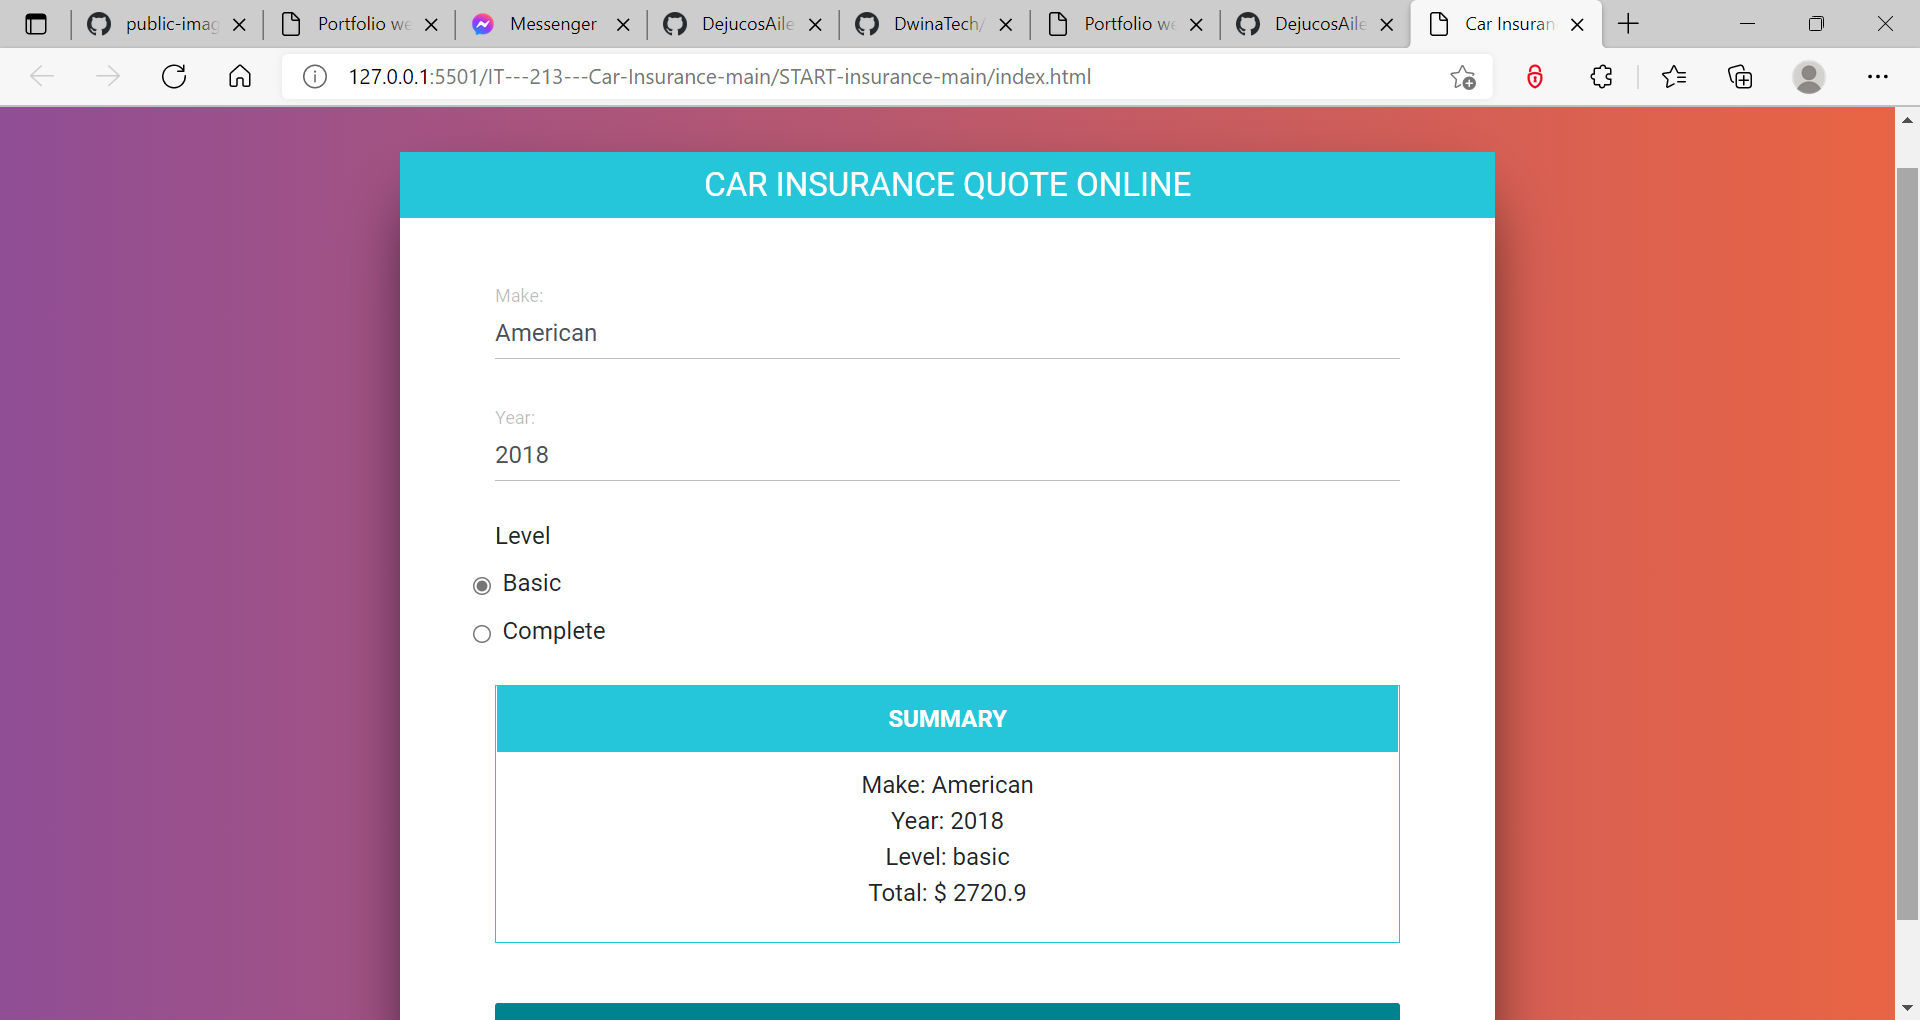 public-imag
Portfolio we
Messenger
DejucosAile
DwinaTech/
Portfolio we
DejucosAile
Car Insuran
127.0.0.1:5501/IT---213---Car-Insurance-main/START-insurance-main/index.html
CAR INSURANCE QUOTE ONLINE
Make:
American
Year:
2018
Level
Basic
Complete
SUMMARY
Make: American
Year: 2018
Level: basic
Total: $ 2720.9